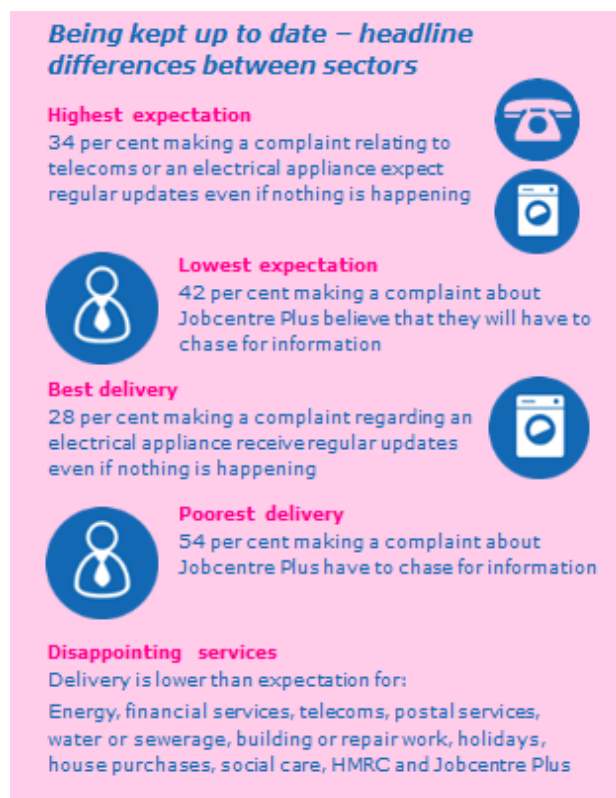 Being kept up to date – headline
differences between sectors
Highest expectation
34 per cent making a complaint relating to
telecoms or an electrical appliance expect
regular updates even if nothing is happening
Lowest expectation
42 per cent making a complaint about
Jobcentre Plus believe that they will have to
chase for information
Best delivery
28 per cent making a complaint regarding an
electrical appliance receive regular updates
even if nothing is happening
Poorest delivery
54 per cent making a complaint about
Jobcentre Plus have to chase for information
Disappointing services
Delivery is lower than expectation for:
Energy, financial services, telecoms, postal services,
water or sewerage, building or repair work, holidays,
house purchases, social care, HMRC and Jobcentre Plus